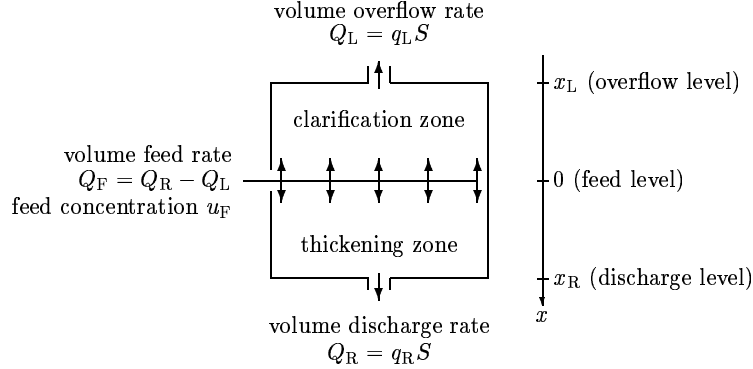 volume overflow rate
Q_L = q_L S
x_L (overflow level)
clarification zone
volume feed rate
Q_F = Q_R − Q_L
feed concentration u_F
0 (feed level)
thickening zone
x_R (discharge level)
x
volume discharge rate
Q_R = q_R S